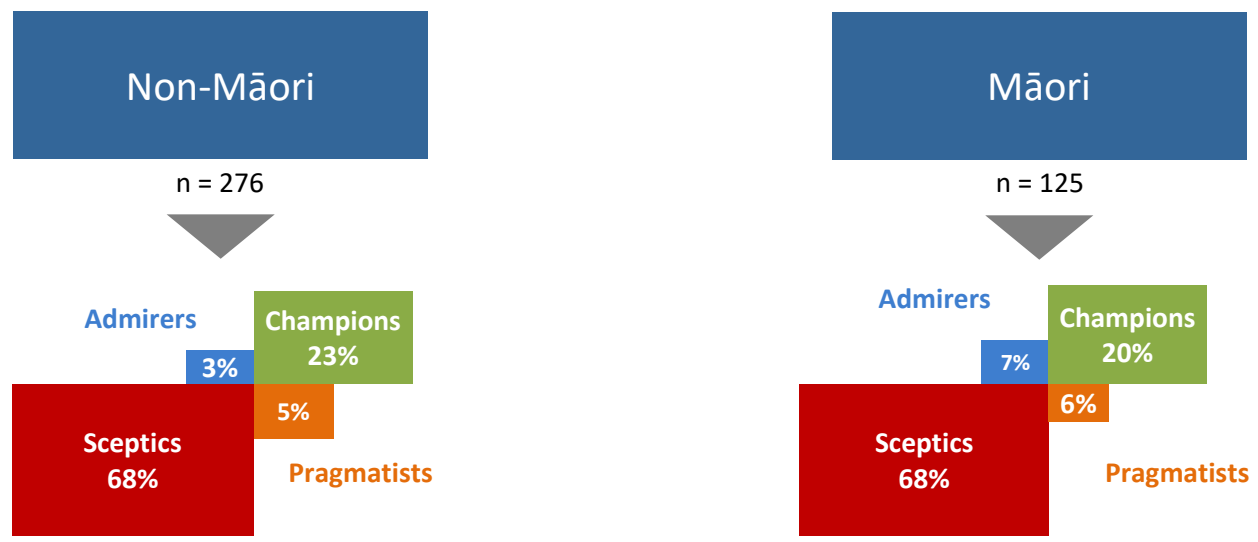 Non-Māori
n = 276
Admirers
Champions
23%
3%
5%
Sceptics
68%
Pragmatists
Māori
n = 125
Admirers
Champions
20%
7%
6%
Sceptics
68%
Pragmatists